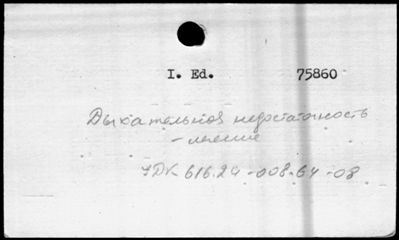 I. Ed. 75860
Дыхательная недостаточность
- лечение
УДК 616.24-008.64-08